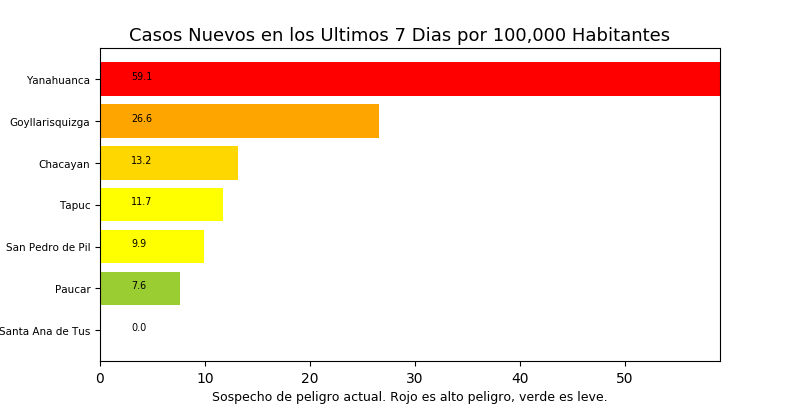 Casos Nuevos en los Ultimos 7 Dias por 100,000 Habitantes
Yanahuanca 59.1
Goyllarisquizga 26.6
Chacayan 13.2
Tapuc 11.7
San Pedro de Pil 9.9
Paucar 7.6
Santa Ana de Tus 0.0
0 10 20 30 40 50
Sospecho de peligro actual. Rojo es alto peligro, verde es leve.